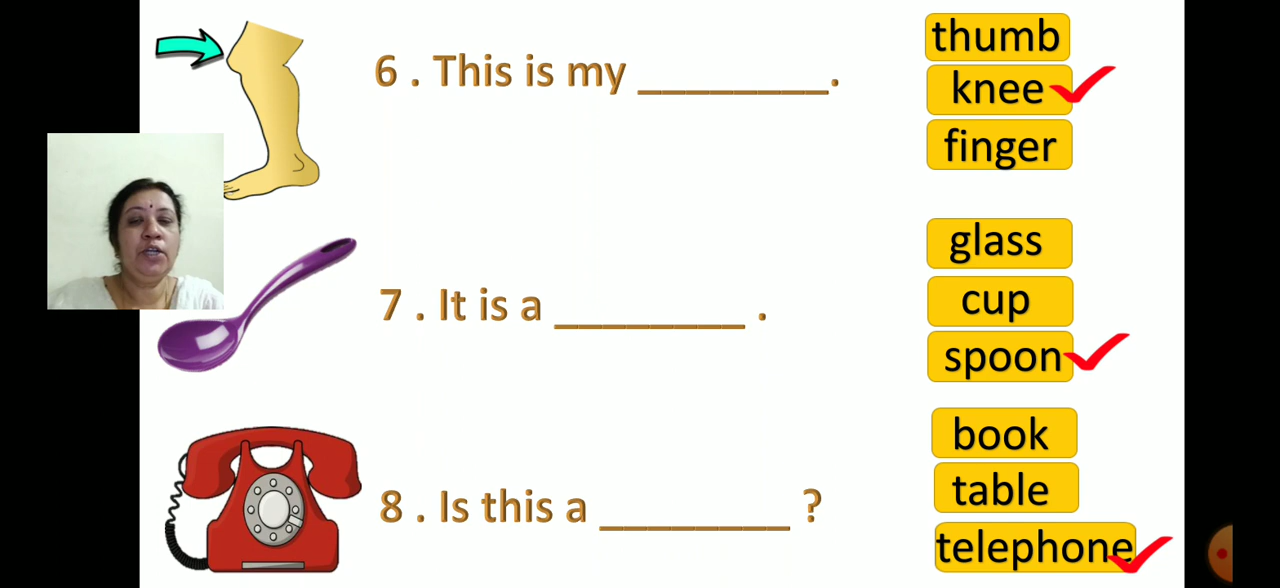 6 . This is my ________.
thumb
knee
finger
7 . It is a ________ .
glass
cup
spoon
8 . Is this a ________ ?
book
table
telephone